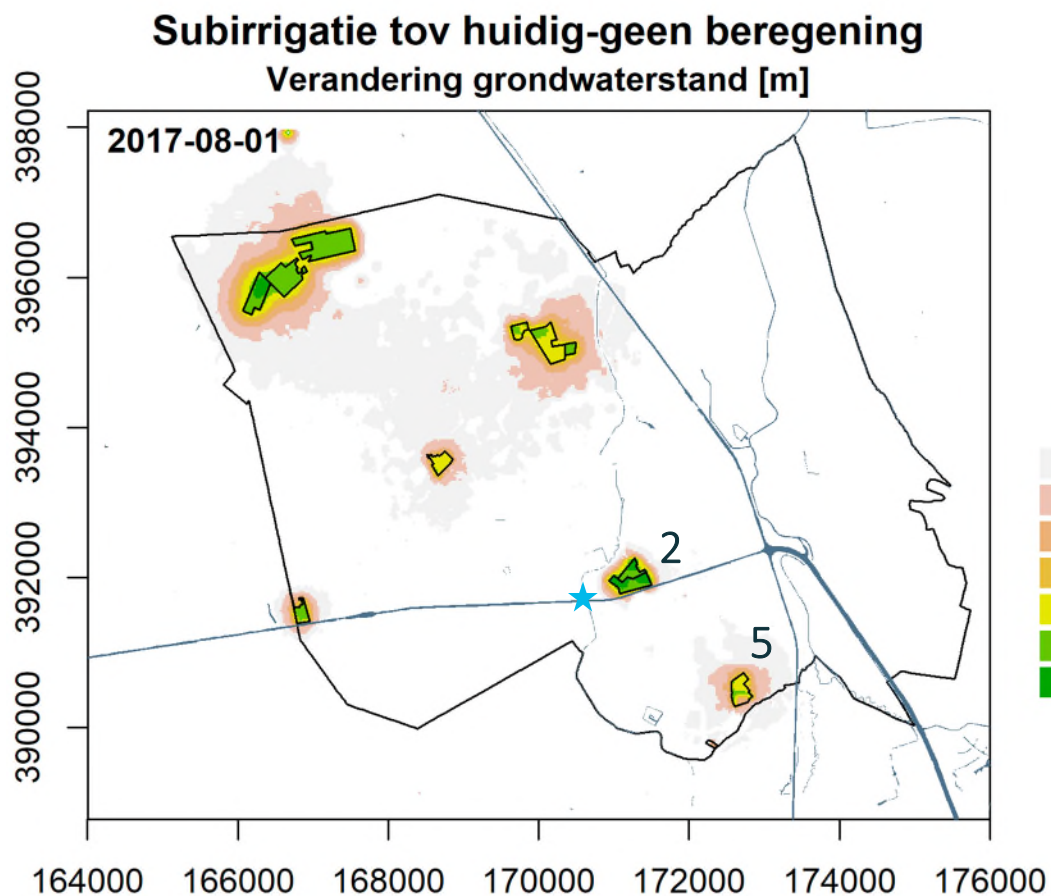 Subirrigatie tov huidig-geen beregening
Verandering grondwaterstand [m]
2017-08-01
398000
396000
394000
392000
390000
2
5
164000 166000 168000 170000 172000 174000 176000